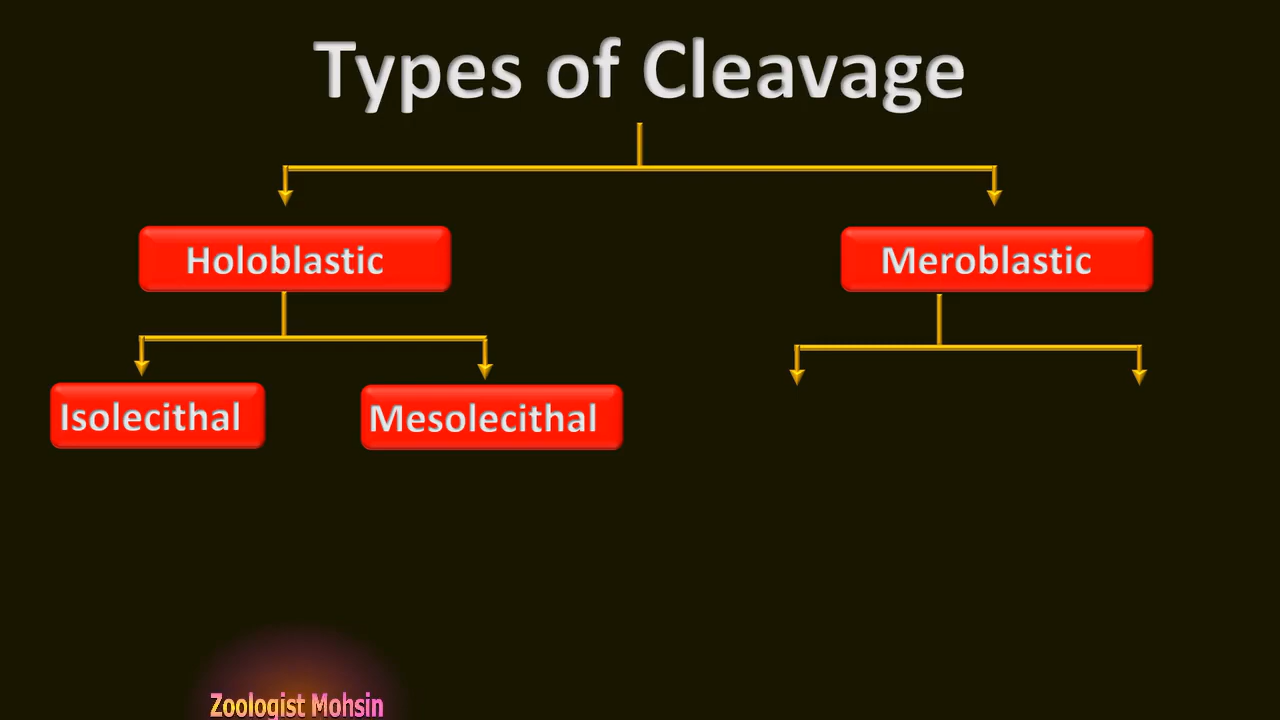 Types of Cleavage
Holoblastic
Meroblastic
Isolecithal
Mesolecithal
Zoologist Mohsin